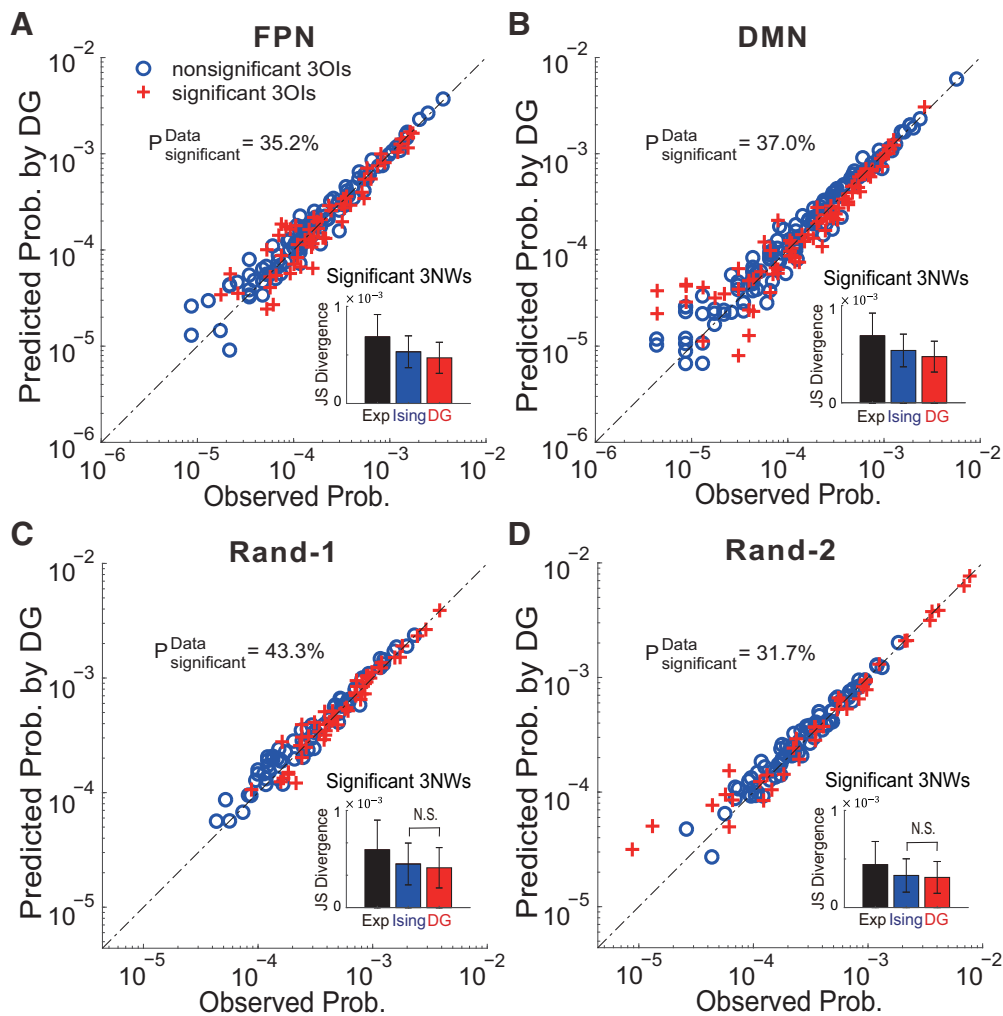 A
FPN
nonsignificant 3OIs
significant 3OIs
P Data significant = 35.2%
Predicted Prob. by DG
10⁻²
10⁻³
10⁻⁴
10⁻⁵
10⁻⁶
Significant 3NWs
1 × 10⁻³
JS Divergence
0
Exp Ising DG
10⁻⁶ 10⁻⁵ 10⁻⁴ 10⁻³ 10⁻²
Observed Prob.
B
DMN
P Data significant = 37.0%
Predicted Prob. by DG
10⁻²
10⁻³
10⁻⁴
10⁻⁵
10⁻⁶
Significant 3NWs
1 × 10⁻³
JS Divergence
0
Exp Ising DG
10⁻⁶ 10⁻⁵ 10⁻⁴ 10⁻³ 10⁻²
Observed Prob.
C
Rand-1
P Data significant = 43.3%
Predicted Prob. by DG
10⁻²
10⁻³
10⁻⁴
10⁻⁵
Significant 3NWs
1 × 10⁻³
N.S.
JS Divergence
0
Exp Ising DG
10⁻⁵ 10⁻⁴ 10⁻³ 10⁻²
Observed Prob.
D
Rand-2
P Data significant = 31.7%
Predicted Prob. by DG
10⁻²
10⁻³
10⁻⁴
10⁻⁵
Significant 3NWs
1 × 10⁻³
N.S.
JS Divergence
0
Exp Ising DG
10⁻⁵ 10⁻⁴ 10⁻³ 10⁻²
Observed Prob.